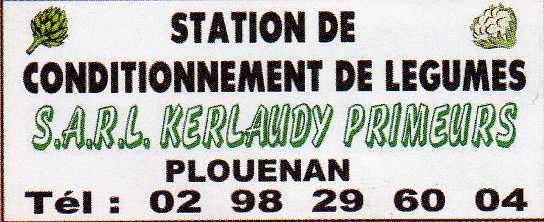 STATION DE
CONDITIONNEMENT DE LEGUMES
S.A.R.L. KERLAUDY PRIMEURS
PLOUENAN
Tél : 02 98 29 60 04